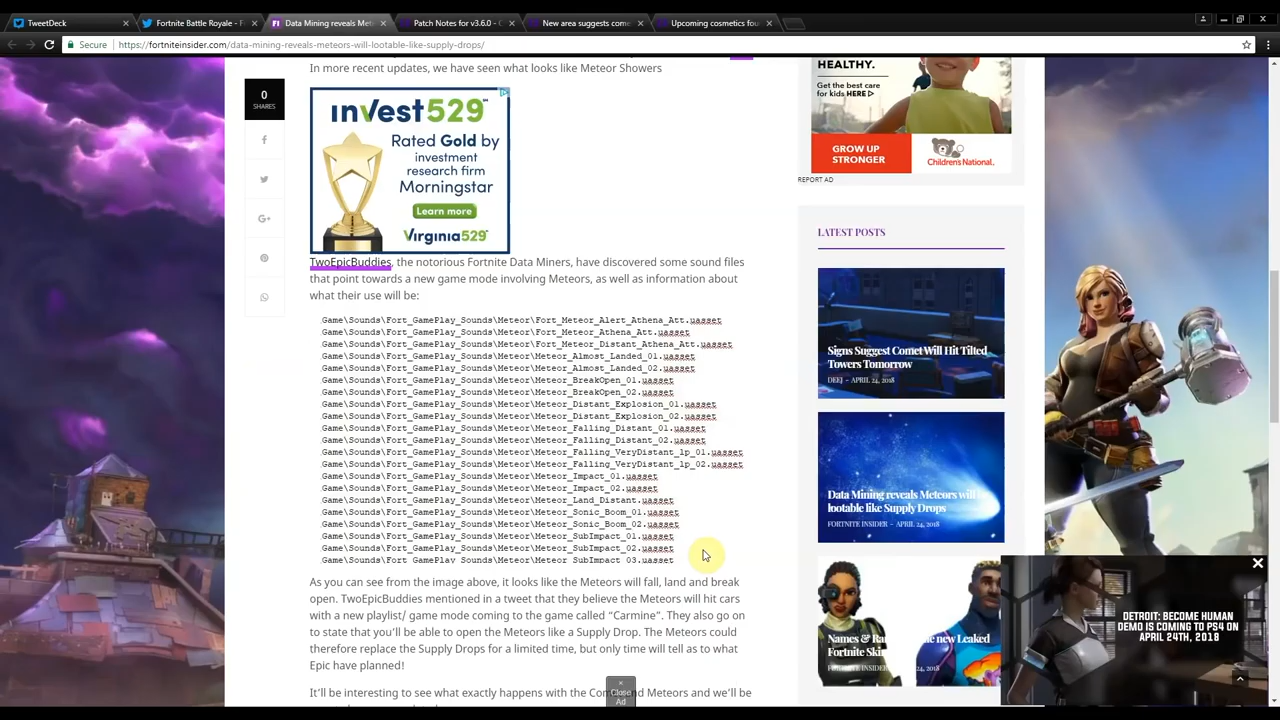 TweetDeck
Fortnite Battle Royale -
Data Mining reveals Met
Patch Notes for v3.6.0 -
New area suggests com
Upcoming cosmetics fou
Secure
https://fortniteinsider.com/data-mining-reveals-meteors-will-lootable-like-supply-drops/
0
SHARES
In more recent updates, we have seen what looks like Meteor Showers
invest529
Rated Gold by
investment
research firm
Morningstar
Learn more
Virginia529
TwoEpicBuddies, the notorious Fortnite Data Miners, have discovered some sound files
that point towards a new game mode involving Meteors, as well as information about
what their use will be:
Game\Sounds\Fort_GamePlay_Sounds\Meteor\Fort_Meteor_Alert_Athena_Att.uasset
Game\Sounds\Fort_GamePlay_Sounds\Meteor\Fort_Meteor_Athena_Att.uasset
Game\Sounds\Fort_GamePlay_Sounds\Meteor\Fort_Meteor_Distant_Athena_Att.uasset
Game\Sounds\Fort_GamePlay_Sounds\Meteor\Meteor_Almost_Landed_01.uasset
Game\Sounds\Fort_GamePlay_Sounds\Meteor\Meteor_Almost_Landed_02.uasset
Game\Sounds\Fort_GamePlay_Sounds\Meteor\Meteor_BreakOpen_01.uasset
Game\Sounds\Fort_GamePlay_Sounds\Meteor\Meteor_BreakOpen_02.uasset
Game\Sounds\Fort_GamePlay_Sounds\Meteor\Meteor_Distant_Explosion_01.uasset
Game\Sounds\Fort_GamePlay_Sounds\Meteor\Meteor_Distant_Explosion_02.uasset
Game\Sounds\Fort_GamePlay_Sounds\Meteor\Meteor_Falling_Distant_01.uasset
Game\Sounds\Fort_GamePlay_Sounds\Meteor\Meteor_Falling_Distant_02.uasset
Game\Sounds\Fort_GamePlay_Sounds\Meteor\Meteor_Falling_VeryDistant_lp_01.uasset
Game\Sounds\Fort_GamePlay_Sounds\Meteor\Meteor_Falling_VeryDistant_lp_02.uasset
Game\Sounds\Fort_GamePlay_Sounds\Meteor\Meteor_Impact_01.uasset
Game\Sounds\Fort_GamePlay_Sounds\Meteor\Meteor_Impact_02.uasset
Game\Sounds\Fort_GamePlay_Sounds\Meteor\Meteor_Land_Distant.uasset
Game\Sounds\Fort_GamePlay_Sounds\Meteor\Meteor_Sonic_Boom_01.uasset
Game\Sounds\Fort_GamePlay_Sounds\Meteor\Meteor_Sonic_Boom_02.uasset
Game\Sounds\Fort_GamePlay_Sounds\Meteor\Meteor_SubImpact_01.uasset
Game\Sounds\Fort_GamePlay_Sounds\Meteor\Meteor_SubImpact_02.uasset
Game\Sounds\Fort_GamePlay_Sounds\Meteor\Meteor_SubImpact_03.uasset
As you can see from the image above, it looks like the Meteors will fall, land and break
open. TwoEpicBuddies mentioned in a tweet that they believe the Meteors will hit cars
with a new playlist/ game mode coming to the game called “Carmine”. They also go on
to state that you’ll be able to open the Meteors like a Supply Drop. The Meteors could
therefore replace the Supply Drops for a limited time, but only time will tell as to what
Epic have planned!
It’ll be interesting to see what exactly happens with the Com Meteors and we’ll be
×
Close
Ad
HEALTHY.
Get the best care
for kids HERE
GROW UP
STRONGER
Children’s National.
REPORT AD
LATEST POSTS
Signs Suggest Comet Will Hit Tilted
Towers Tomorrow
DEEJ - APRIL 24, 2018
Data Mining reveals Meteors will
lootable like Supply Drops
FORTNITE INSIDER - APRIL 24, 2018
Names & Ra new Leaked
Fortnite Ski
FORTNITE INSIDER 24, 2018
DETROIT: BECOME HUMAN
DEMO IS COMING TO PS4 ON
APRIL 24TH, 2018